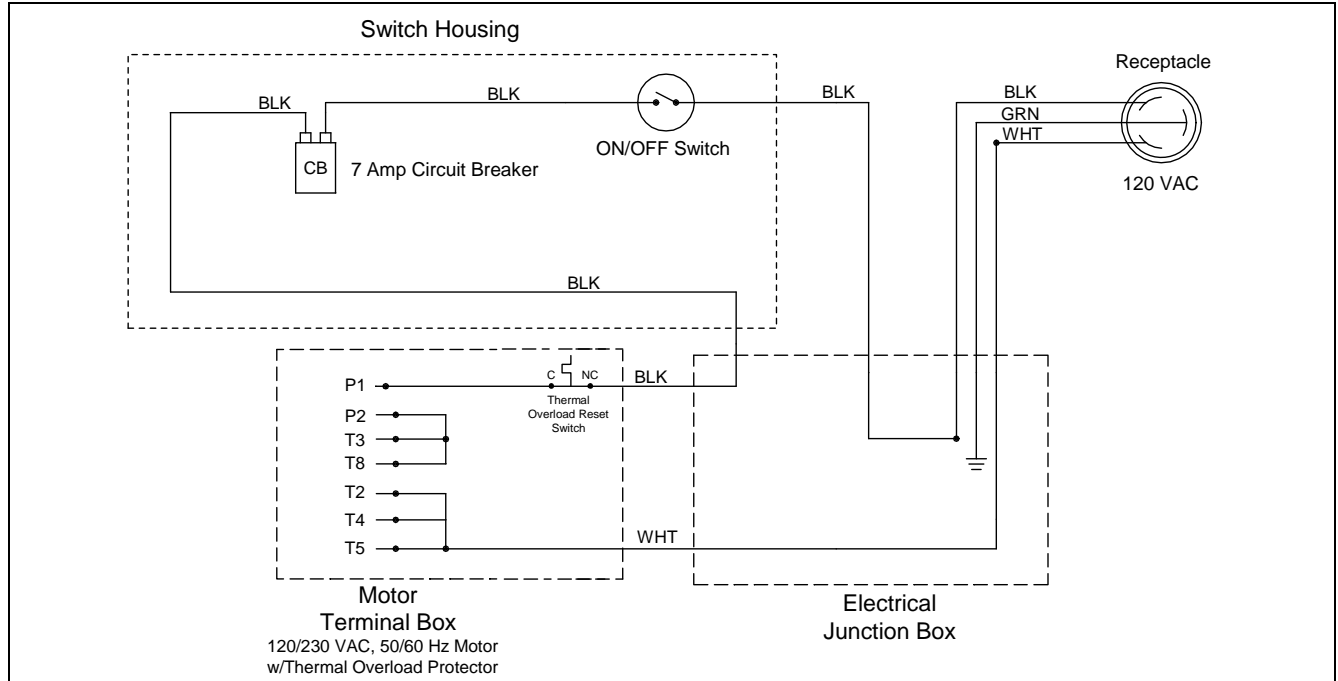 Switch Housing
Receptacle
BLK
BLK
BLK
BLK
GRN
WHT
ON/OFF Switch
CB
7 Amp Circuit Breaker
120 VAC
BLK
P1
C
NC
BLK
Thermal
Overload Reset
Switch
P2
T3
T8
T2
T4
T5
WHT
Motor
Terminal Box
120/230 VAC, 50/60 Hz Motor
w/Thermal Overload Protector
Electrical
Junction Box